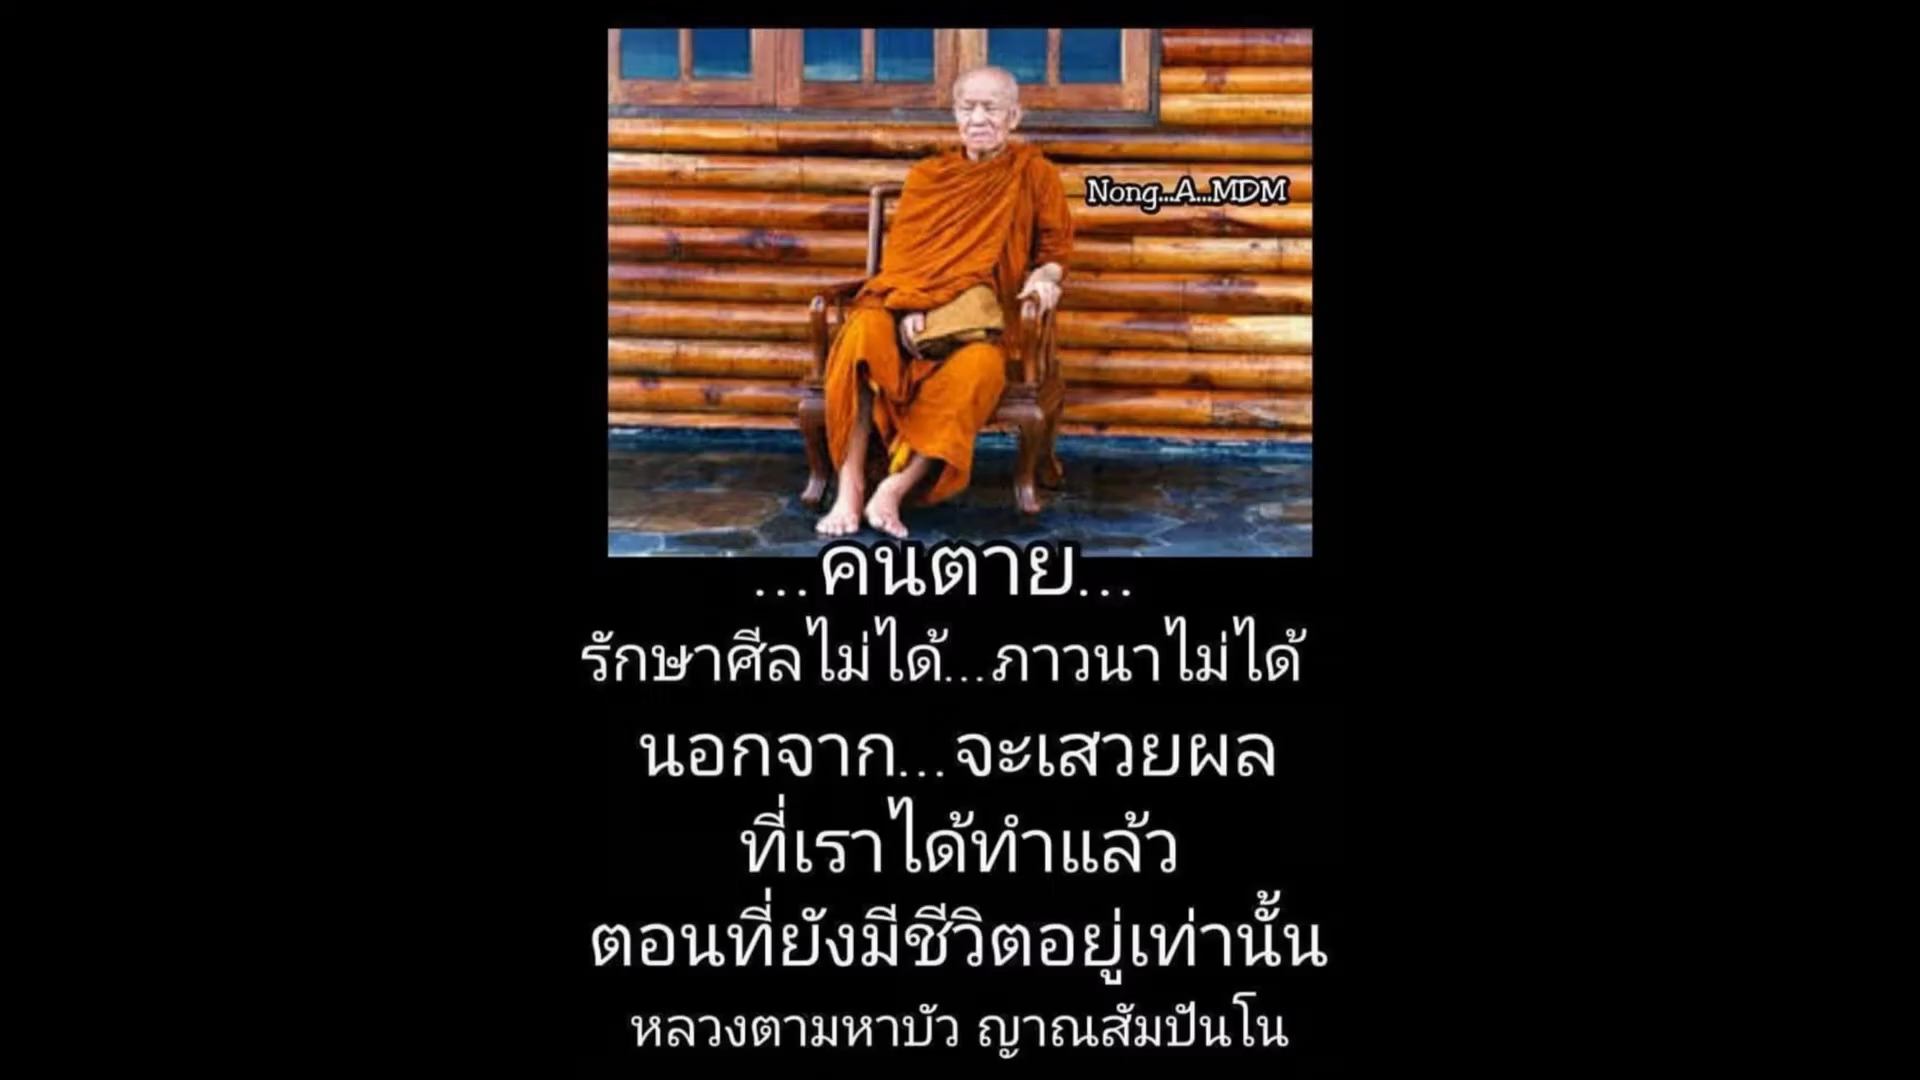 Nong...A...MDM
...คนตาย...
รักษาศีลไม่ได้...ภาวนาไม่ได้
นอกจาก...จะเสวยผล
ที่เราได้ทำแล้ว
ตอนที่ยังมีชีวิตอยู่เท่านั้น
หลวงตามหาบัว ญาณสัมปันโน